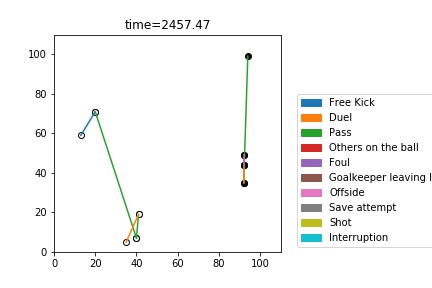 time=2457.47
100
80
60
40
20
0
0 20 40 60 80 100
Free Kick
Duel
Pass
Others on the ball
Foul
Goalkeeper leaving l
Offside
Save attempt
Shot
Interruption